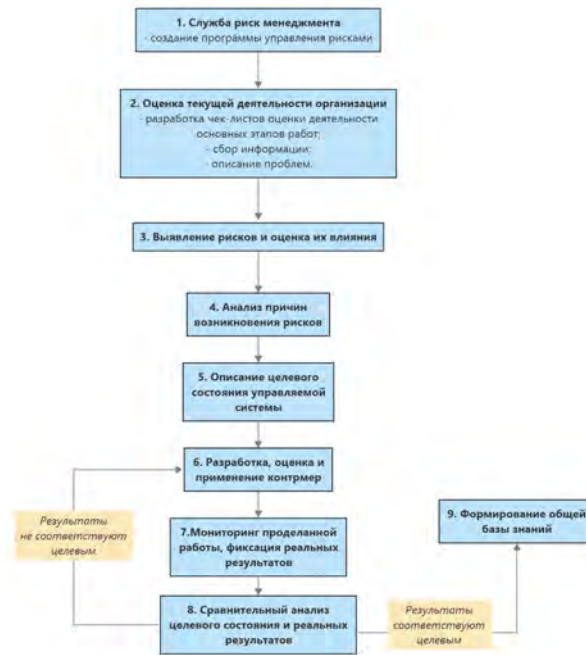 1. Служба риск менеджмента
- создание программы управления рисками
2. Оценка текущей деятельности организации
- разработка чек-листов оценки деятельности
основных этапов работ;
- сбор информации;
- описание проблем.
3. Выявление рисков и оценка их влияния
4. Анализ причин
возникновения рисков
5. Описание целевого
состояния управляемой
системы
6. Разработка, оценка и
применение контрмер
Результаты
не соответствуют
целевым
7.Мониторинг проделанной
работы, фиксация реальных
результатов
9. Формирование общей
базы знаний
8. Сравнительный анализ
целевого состояния и реальных
результатов
Результаты
соответствуют
целевым